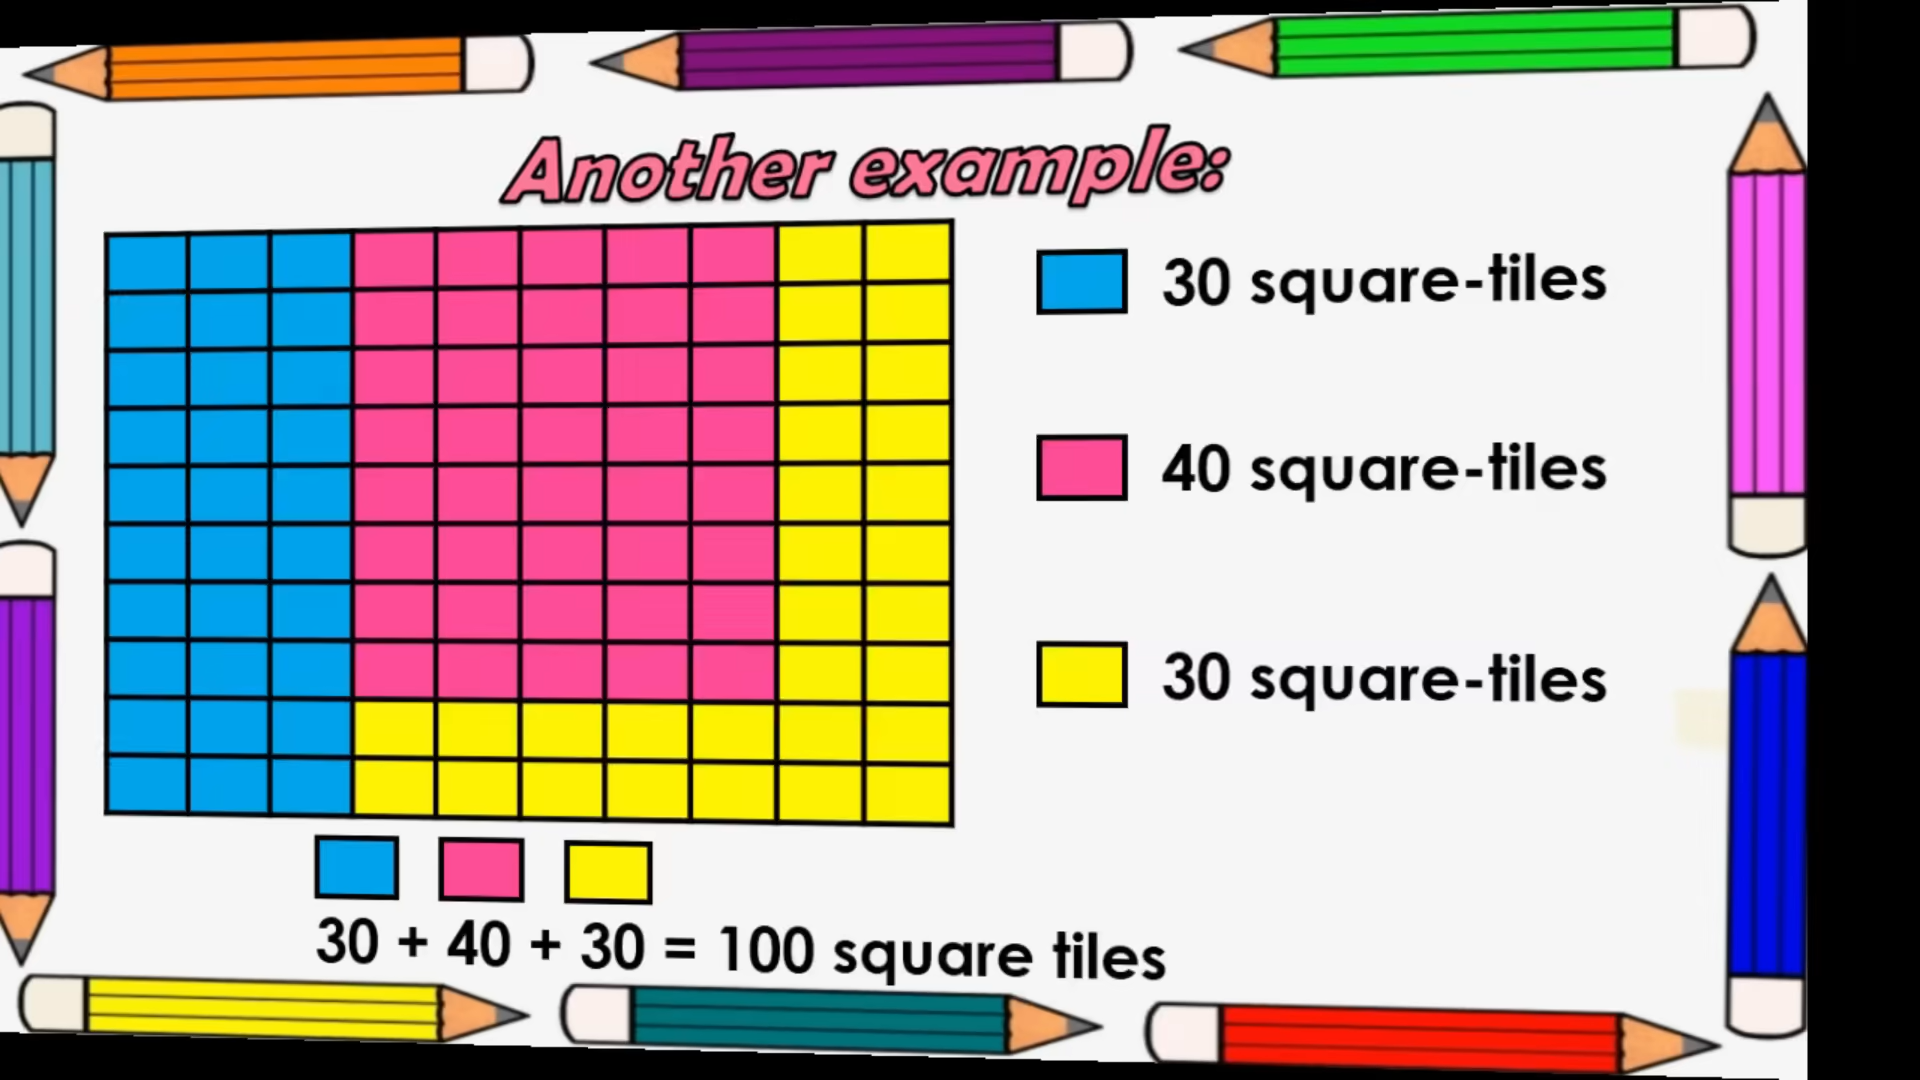 Another example:
30 square-tiles
40 square-tiles
30 square-tiles
30 + 40 + 30 = 100 square tiles